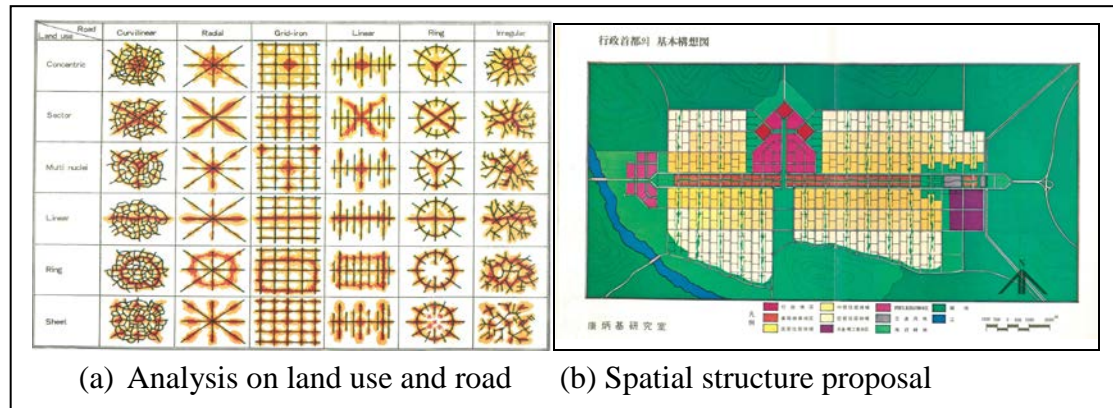 Road
Land use
Curvilinear
Radial
Grid-iron
Linear
Ring
Irregular
Concentric
Sector
Multi nuclei
Linear
Ring
Sheet
行政首都의 基本構想図
凡例
康炳基研究室
(a) Analysis on land use and road
(b) Spatial structure proposal